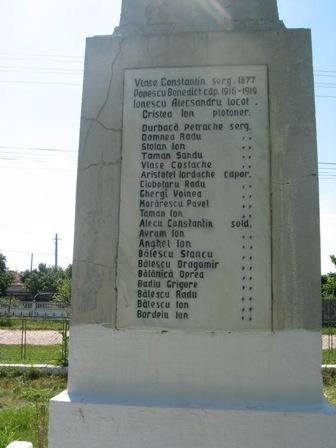 Vlase Constantin serg. 1877
Popescu Benedict cáp. 1916-1919
Ionescu Alecsandru locot.
Cristea Ion plotoner.
Durbacă Petrache serg.
Domnea Radu ,,
Stoian Ion ,,
Taman Sandu ,,
Vlase Costache ,,
Aristotel Iordache capor.
Ciobotaru Radu ,,
Ghergi Voinea ,,
Morărescu Pavel ,,
Taman Ion ,,
Alecu Constantin sold.
Avram Ion ,,
Anghel Ion ,,
Bălescu Stancu ,,
Bălescu Dragomir ,,
Bălănică Oprea ,,
Badiu Grigore ,,
Bălescu Radu ,,
Bălescu Ion ,,
Bordeiu Ion ,,